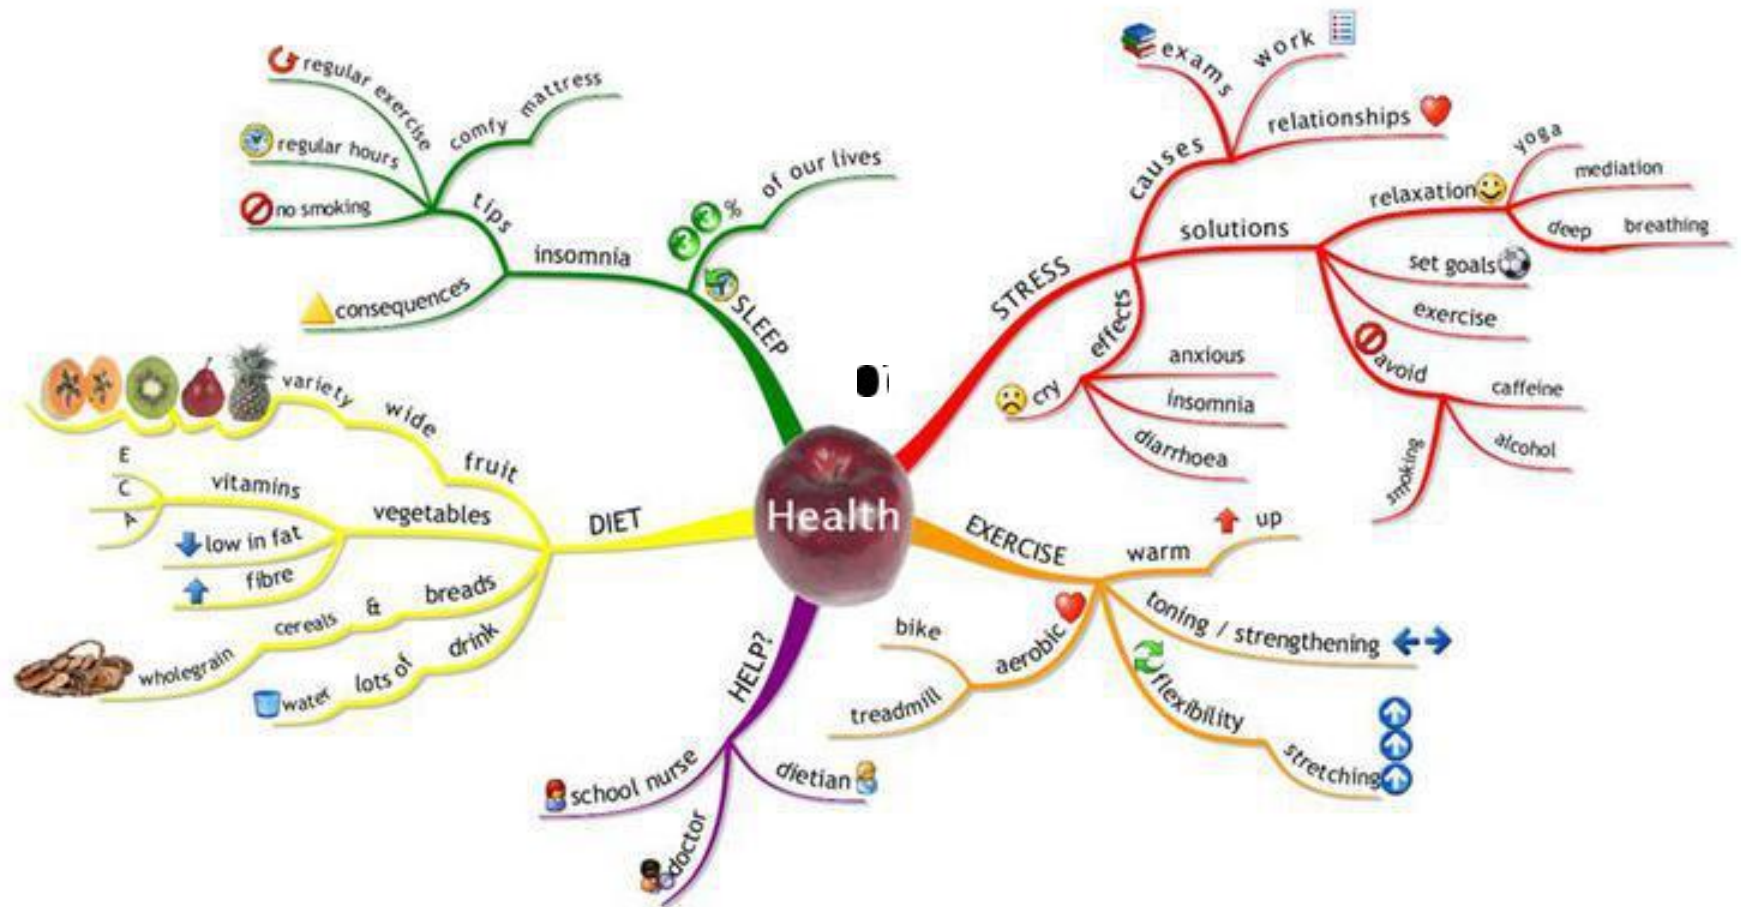 Health
STRESS
causes
exams
work
relationships
solutions
relaxation
yoga
mediation
deep
breathing
set goals
exercise
avoid
caffeine
alcohol
smoking
effects
anxious
insomnia
diarrhoea
cry
EXERCISE
warm
up
toning / strengthening
flexibility
stretching
aerobic
bike
treadmill
HELP?
dietian
doctor
school nurse
DIET
fruit
wide
variety
vegetables
vitamins
E
C
A
low in fat
fibre
breads
&
cereals
wholegrain
drink
lots of
water
SLEEP
33%
of our lives
insomnia
tips
comfy
mattress
regular exercise
regular hours
no smoking
consequences